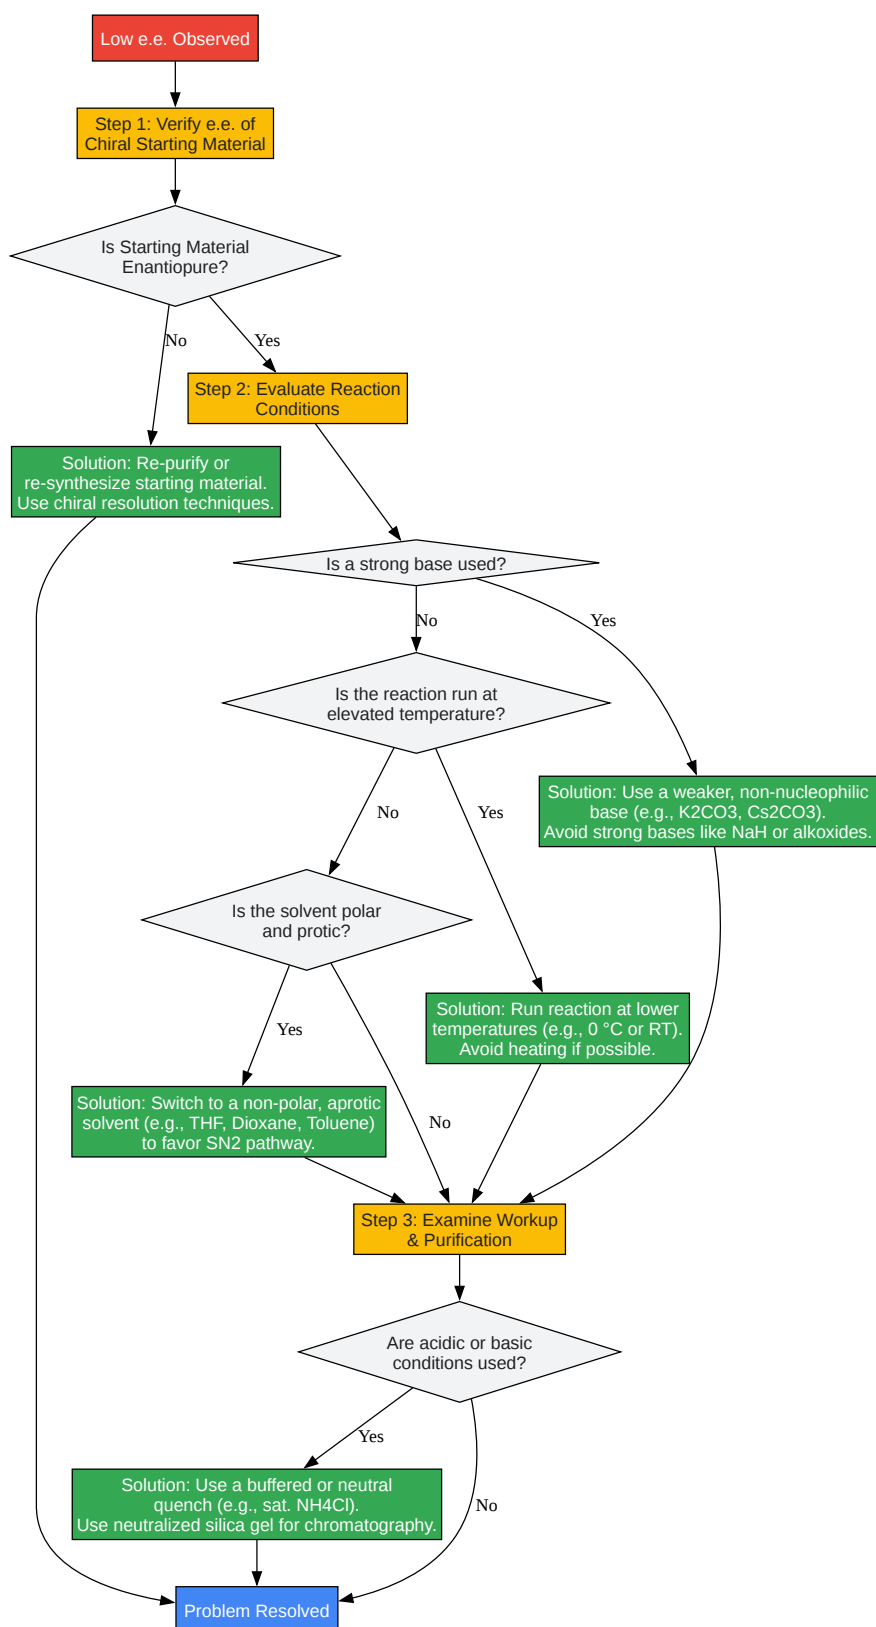 Low e.e. Observed
Step 1: Verify e.e. of
Chiral Starting Material
Is Starting Material
Enantiopure?
No
Yes
Step 2: Evaluate Reaction
Conditions
Solution: Re-purify or
re-synthesize starting material.
Use chiral resolution techniques.
Is a strong base used?
No
Yes
Is the reaction run at
elevated temperature?
Solution: Use a weaker, non-nucleophilic
base (e.g., K2CO3, Cs2CO3).
Avoid strong bases like NaH or alkoxides.
No
Yes
Is the solvent polar
and protic?
Solution: Run reaction at lower
temperatures (e.g., 0 °C or RT).
Avoid heating if possible.
Yes
No
Solution: Switch to a non-polar, aprotic
solvent (e.g., THF, Dioxane, Toluene)
to favor SN2 pathway.
Step 3: Examine Workup
& Purification
Are acidic or basic
conditions used?
Yes
No
Solution: Use a buffered or neutral
quench (e.g., sat. NH4Cl).
Use neutralized silica gel for chromatography.
Problem Resolved